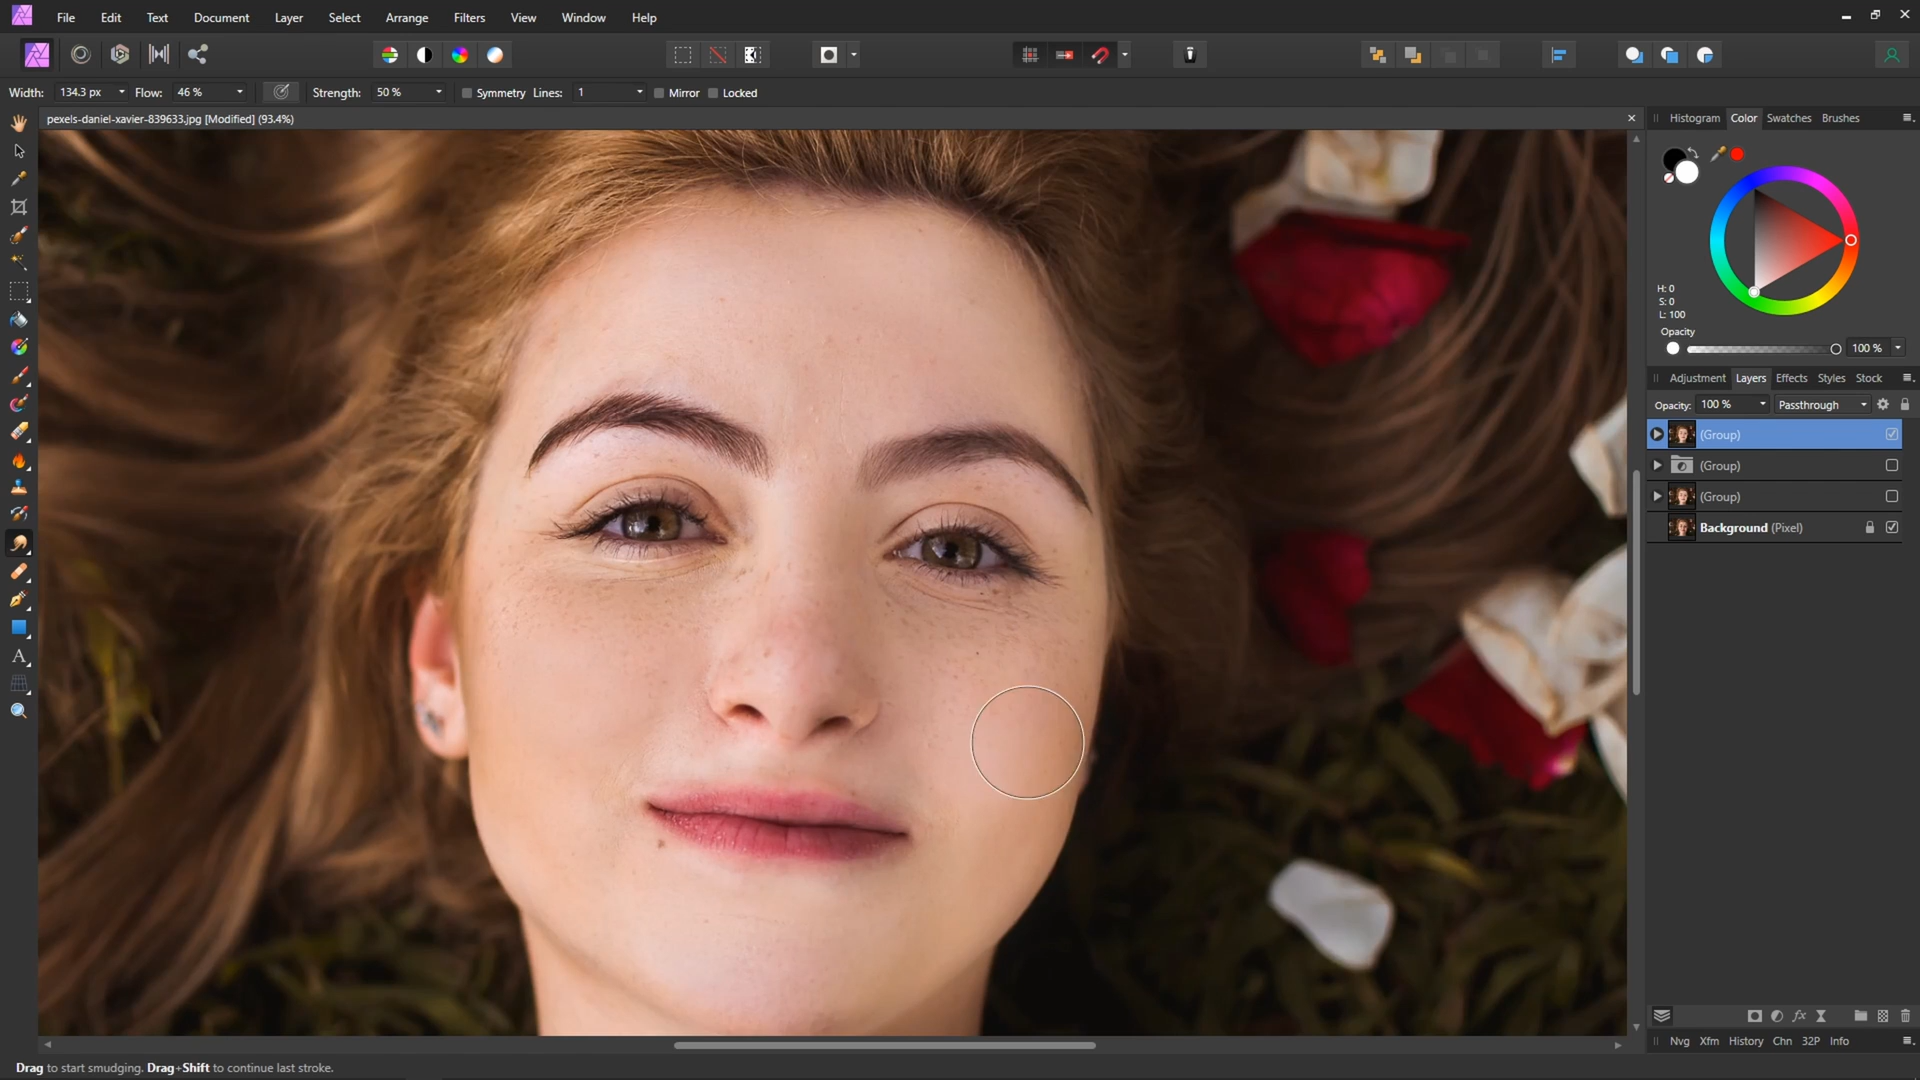 File Edit Text Document Layer Select Arrange Filters View Window Help
Width: 134.3 px Flow: 46 % Strength: 50 % Symmetry Lines: 1 Mirror Locked
pexels-daniel-xavier-839633.jpg [Modified] (93.4%)
Histogram Color Swatches Brushes
H: 0
S: 0
L: 100
Opacity
100 %
Adjustment Layers Effects Styles Stock
Opacity: 100 % Passthrough
(Group)
(Group)
(Group)
Background (Pixel)
A
fx
Nvg Xfm History Chn 32P Info
Drag to start smudging. Drag+Shift to continue last stroke.